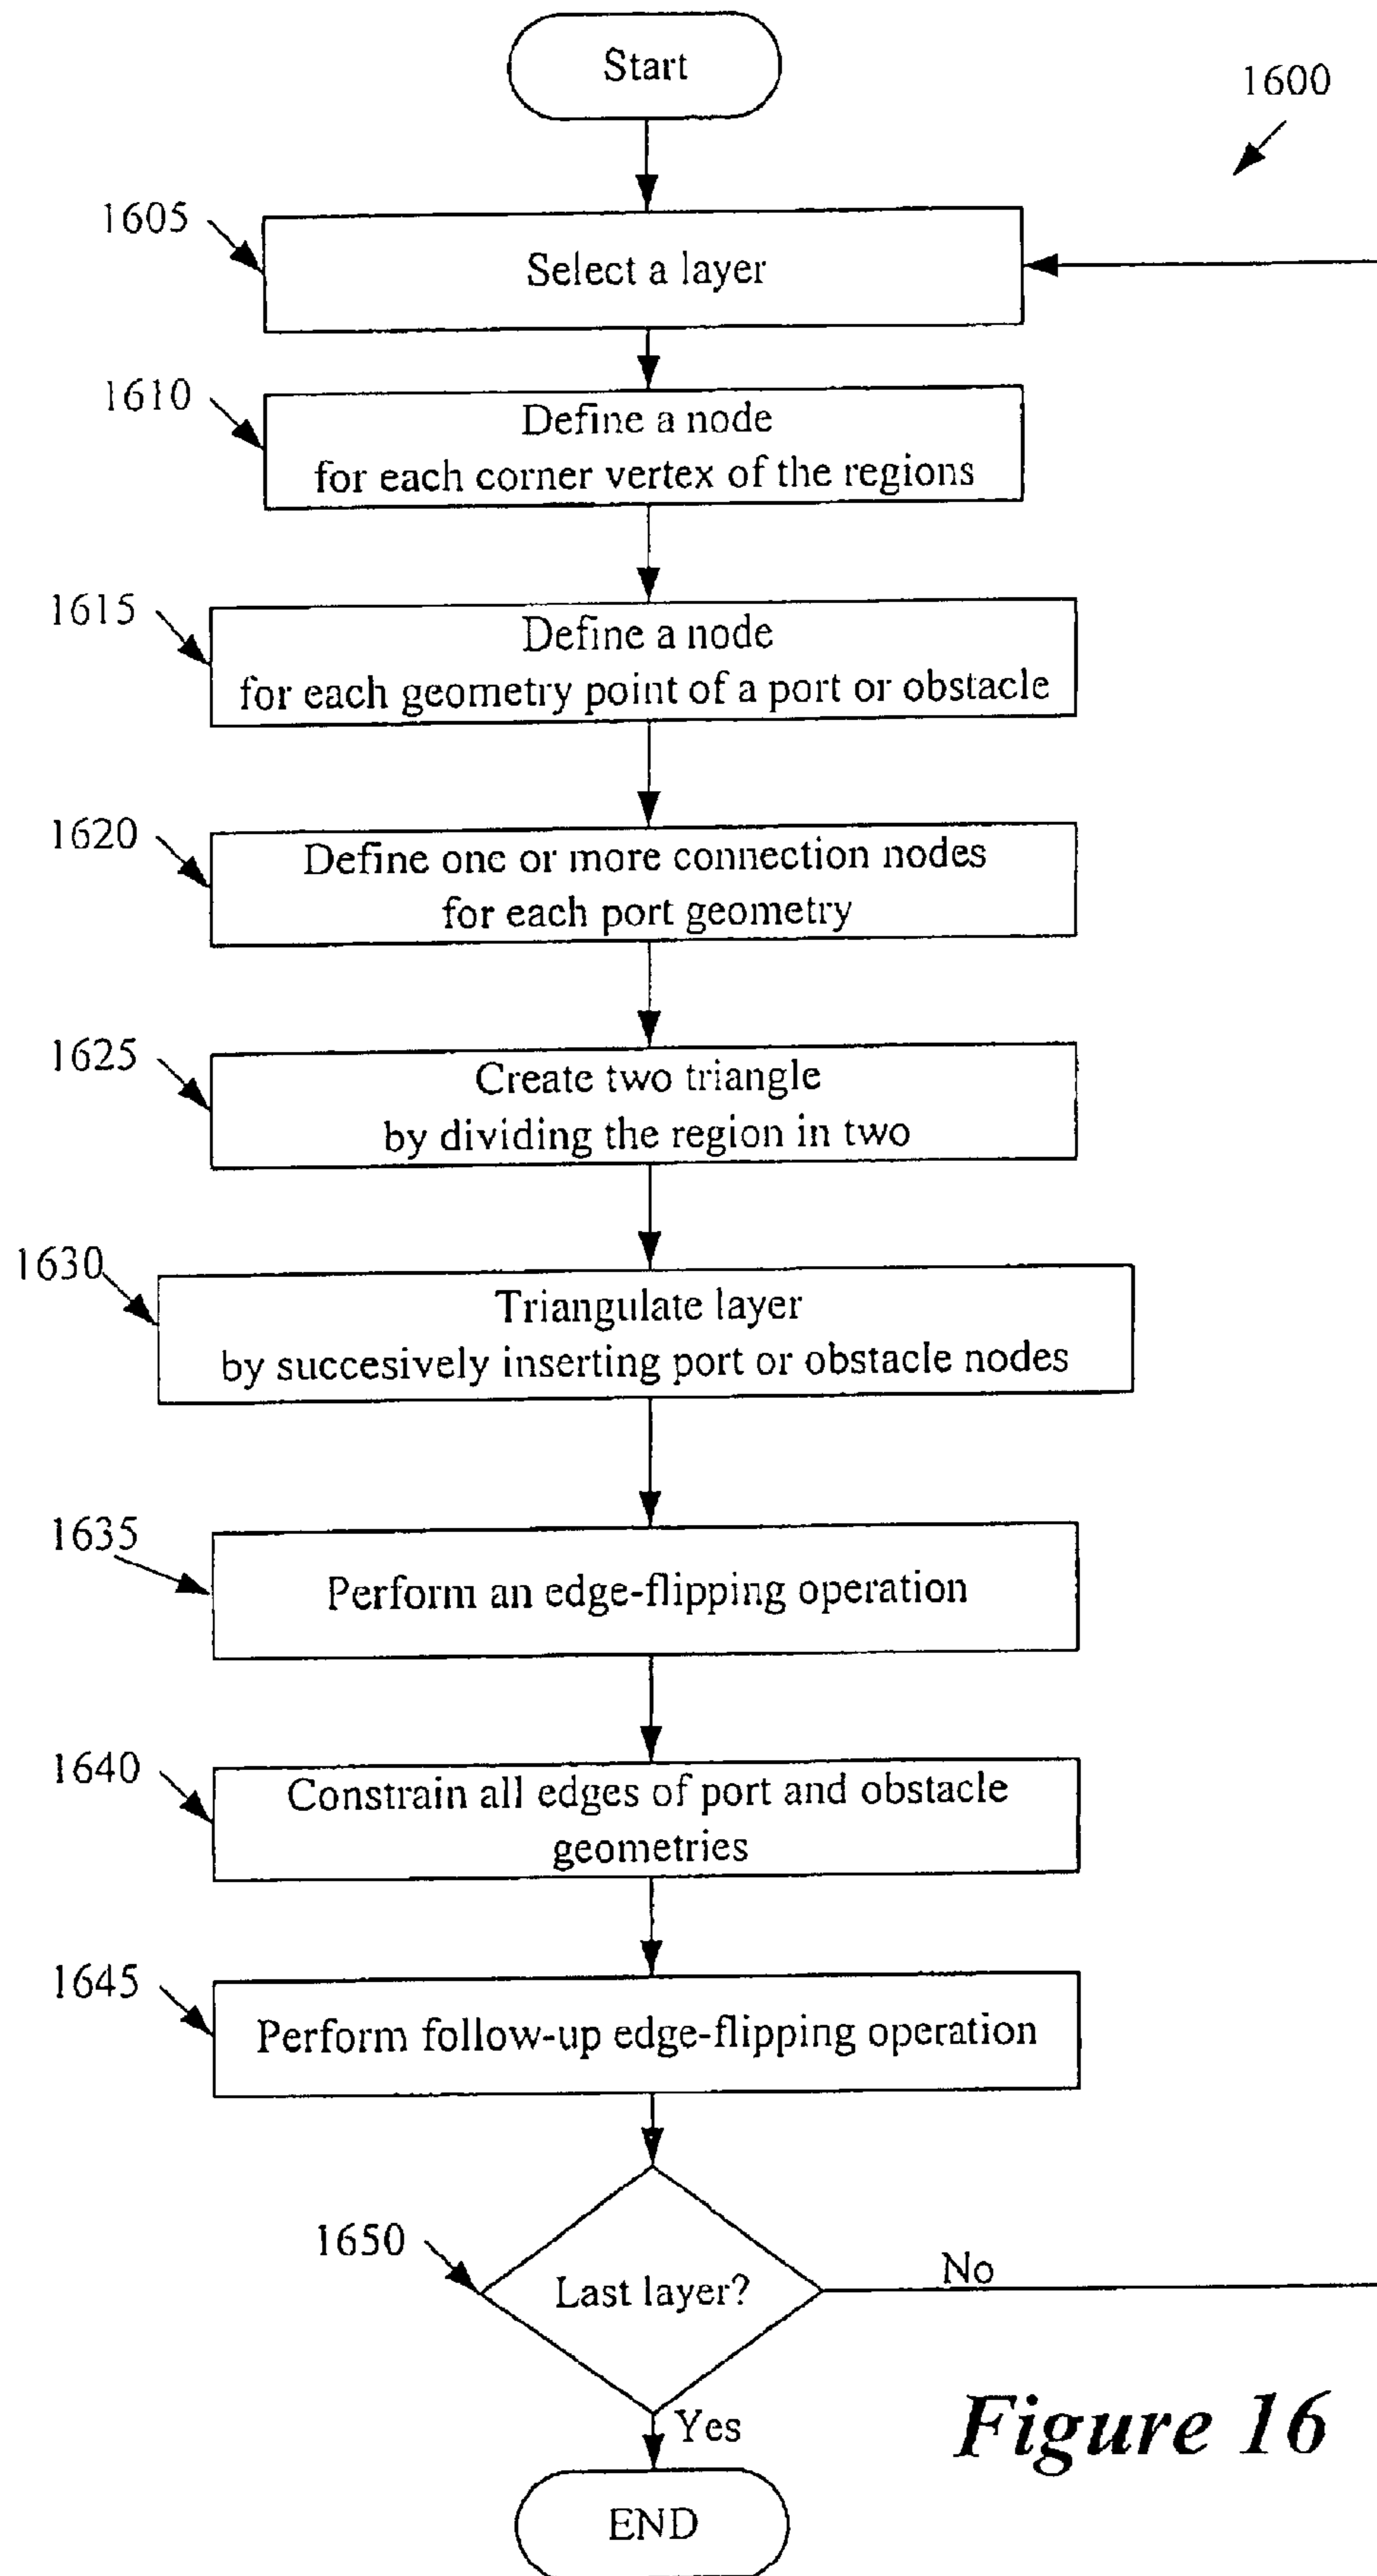 Start
1600
1605
Select a layer
1610
Define a node
for each corner vertex of the regions
1615
Define a node
for each geometry point of a port or obstacle
1620
Define one or more connection nodes
for each port geometry
1625
Create two triangle
by dividing the region in two
1630
Triangulate layer
by succesively inserting port or obstacle nodes
1635
Perform an edge-flipping operation
1640
Constrain all edges of port and obstacle
geometries
1645
Perform follow-up edge-flipping operation
1650
Last layer?
No
Yes
END
Figure 16